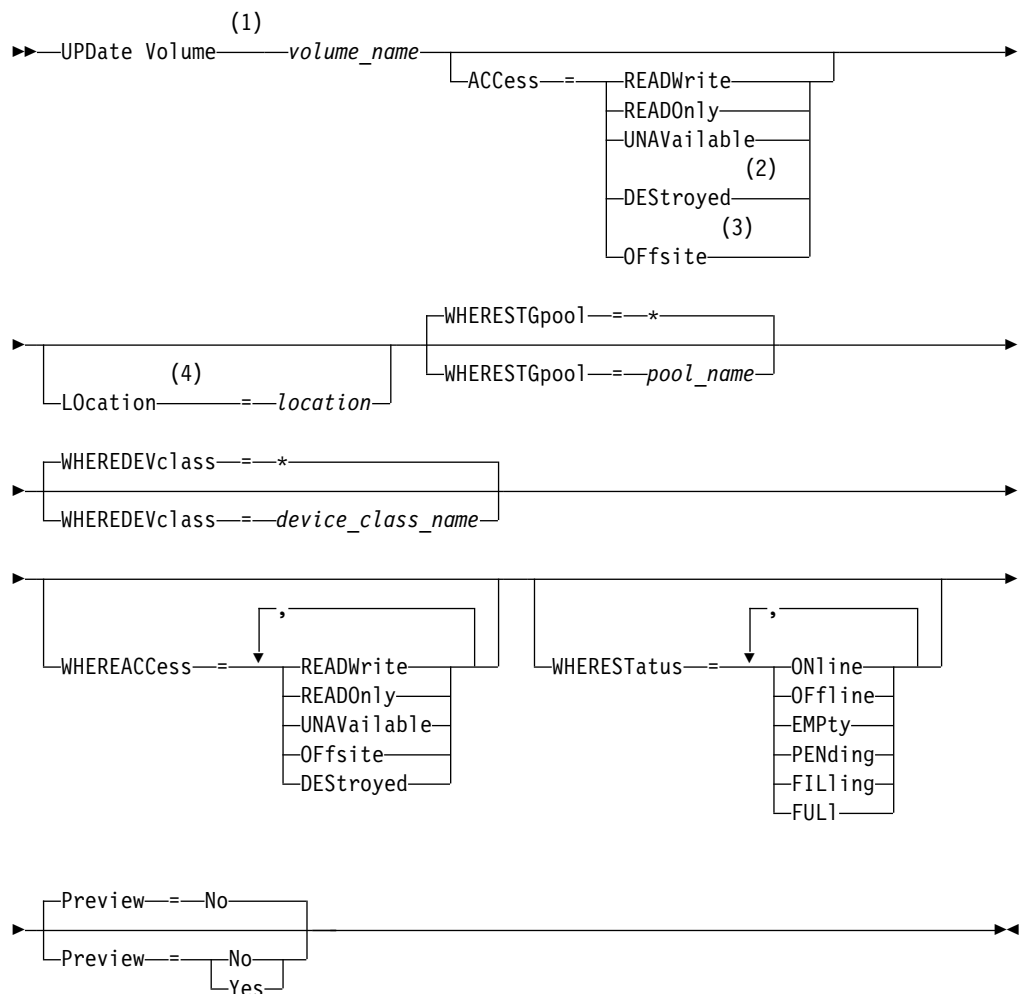 (1)
UPDate Volume volume_name
ACCess = READWrite
READOnly
UNAVailable
(2)
DEStroyed
(3)
OFfsite
WHERESTGpool = *
(4)
WHERESTGpool = pool_name
LOcation = location
WHEREDEVclass = *
WHEREDEVclass = device_class_name
, ,
WHEREACCess = READWrite WHERESTatus = ONline
READOnly OFfline
UNAVailable EMPty
OFfsite PENding
DEStroyed FILling
FULl
Preview = No
Preview = No
Yes